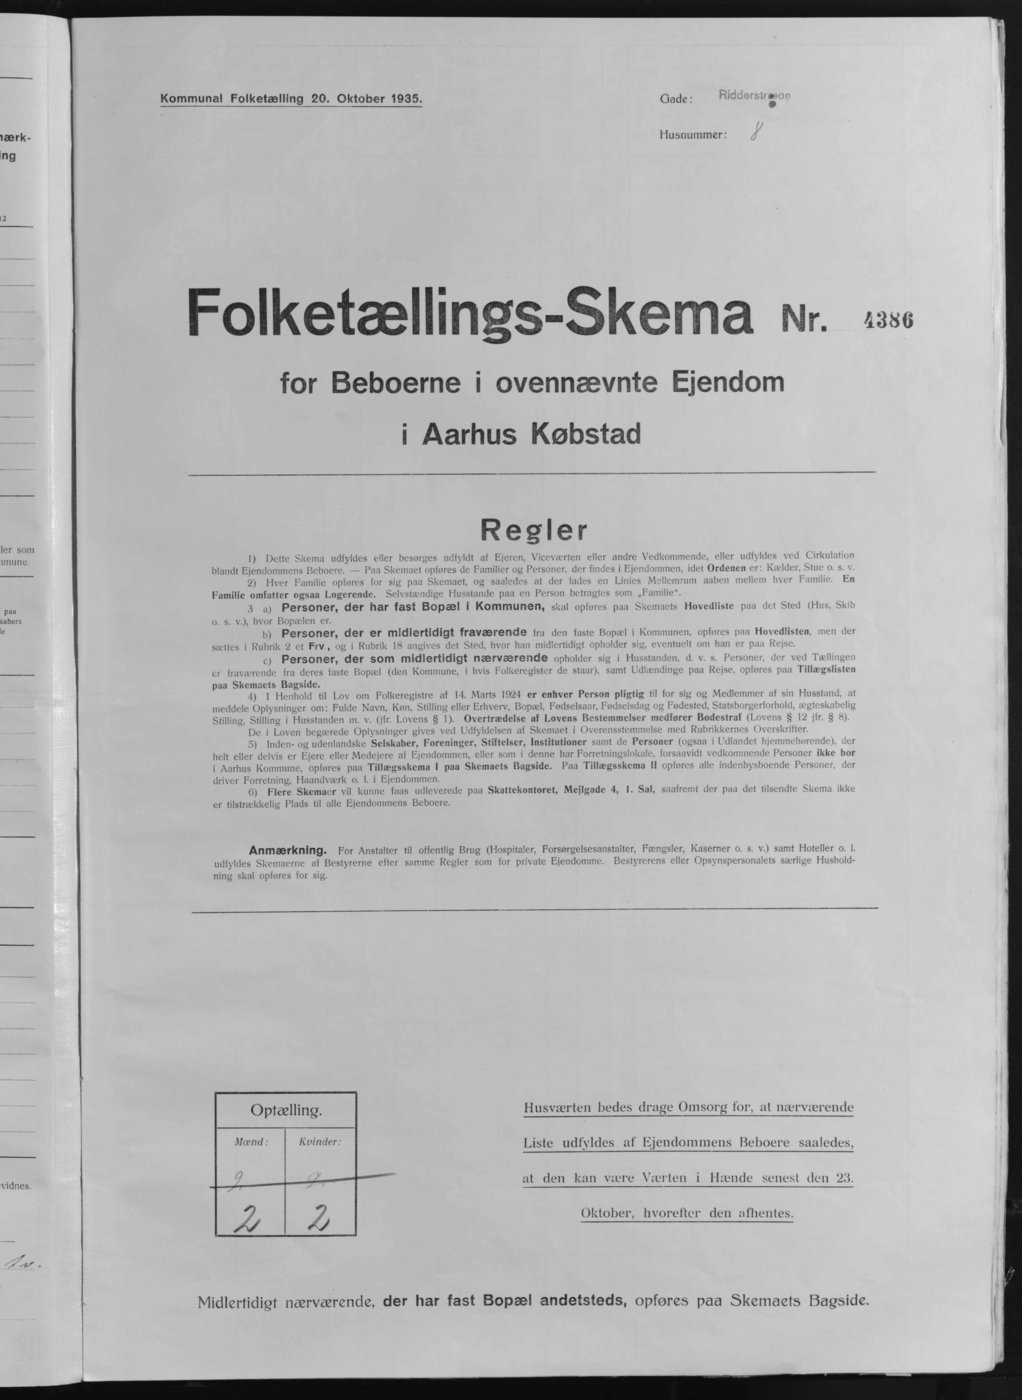 Kommunal Folketælling 20. Oktober 1935.
Gade: Ridderstræde
Husnummer: 8
Folketællings-Skema Nr. 4386
for Beboerne i ovennævnte Ejendom
i Aarhus Købstad
Regler
1) Dette Skema udfyldes eller besørges udfyldt af Ejeren, Viceværten eller andre Vedkommende, eller udfyldes ved Cirkulation
blandt Ejendommens Beboere. — Paa Skemaet opføres de Familier og Personer, der findes i Ejendommen, idet Ordenen er: Kælder, Stue o. s. v.
2) Hver Familie opføres for sig paa Skemaet, og saaledes at der lades en Linies Mellemrum aaben mellem hver Familie. En
Familie omfatter ogsaa Logerende. Selvstændige Husstande paa en Person betragtes som „Familie“.
3 a) Personer, der har fast Bopæl i Kommunen, skal opføres paa Skemaets Hovedliste paa det Sted (Hus, Skib
o. s. v.), hvor Bopælen er.
b) Personer, der er midlertidigt fraværende fra den faste Bopæl i Kommunen, opføres paa Hovedlisten, men der
sættes i Rubrik 2 et Frv., og i Rubrik 18 angives det Sted, hvor han midlertidigt opholder sig, eventuelt om han er paa Rejse.
c) Personer, der som midlertidigt nærværende opholder sig i Husstanden, d. v. s. Personer, der ved Tællingen
er fraværende fra deres faste Bopæl (den Kommune, i hvis Folkeregister de staar), samt Udlændinge paa Rejse, opføres paa Tillægslisten
paa Skemaets Bagside.
4) I Henhold til Lov om Folkeregistre af 14. Marts 1924 er enhver Person pligtig til for sig og Medlemmer af sin Husstand, at
meddele Oplysninger om: Fulde Navn, Køn, Stilling eller Erhverv, Bopæl, Fødselsaar, Fødselsdag og Fødested, Statsborgerforhold, ægteskabelig
Stilling, Stilling i Husstanden m. v. (jfr. Lovens § 1). Overtrædelse af Lovens Bestemmelser medfører Bødestraf (Lovens § 12 jfr. § 8).
De i Loven begærede Oplysninger gives ved Udfyldelsen af Skemaet i Overensstemmelse med Rubrikkernes Overskrifter.
5) Inden- og udenlandske Selskaber, Foreninger, Stiftelser, Institutioner samt de Personer (ogsaa i Udlandet hjemmehørende), der
helt eller delvis er Ejere eller Medejere af Ejendommen, eller som i denne har Forretningslokale, forsaavidt vedkommende Personer ikke bor
i Aarhus Kommune, opføres paa Tillægsskema I paa Skemaets Bagside. Paa Tillægsskema II opføres alle indenbysboende Personer, der
driver Forretning, Haandværk o. l. i Ejendommen.
6) Flere Skemaer vil kunne faas udleverede paa Skattekontoret, Mejlgade 4, 1. Sal, saafremt der paa det tilsendte Skema ikke
er tilstrækkelig Plads til alle Ejendommens Beboere.
Anmærkning. For Anstalter til offentlig Brug (Hospitaler, Forsørgelsesanstalter, Fængsler, Kaserner o. s. v.) samt Hoteller o. l.
udfyldes Skemaerne af Bestyrerne efter samme Regler som for private Ejendomme. Bestyrerens eller Opsynspersonalets særlige Hushold-
ning skal opføres for sig.
Optælling.
Mænd: Kvinder:
2 2
2 2
Husværten bedes drage Omsorg for, at nærværende
Liste udfyldes af Ejendommens Beboere saaledes,
at den kan være Værten i Hænde senest den 23.
Oktober, hvorefter den afhentes.
Midlertidigt nærværende, der har fast Bopæl andetsteds, opføres paa Skemaets Bagside.